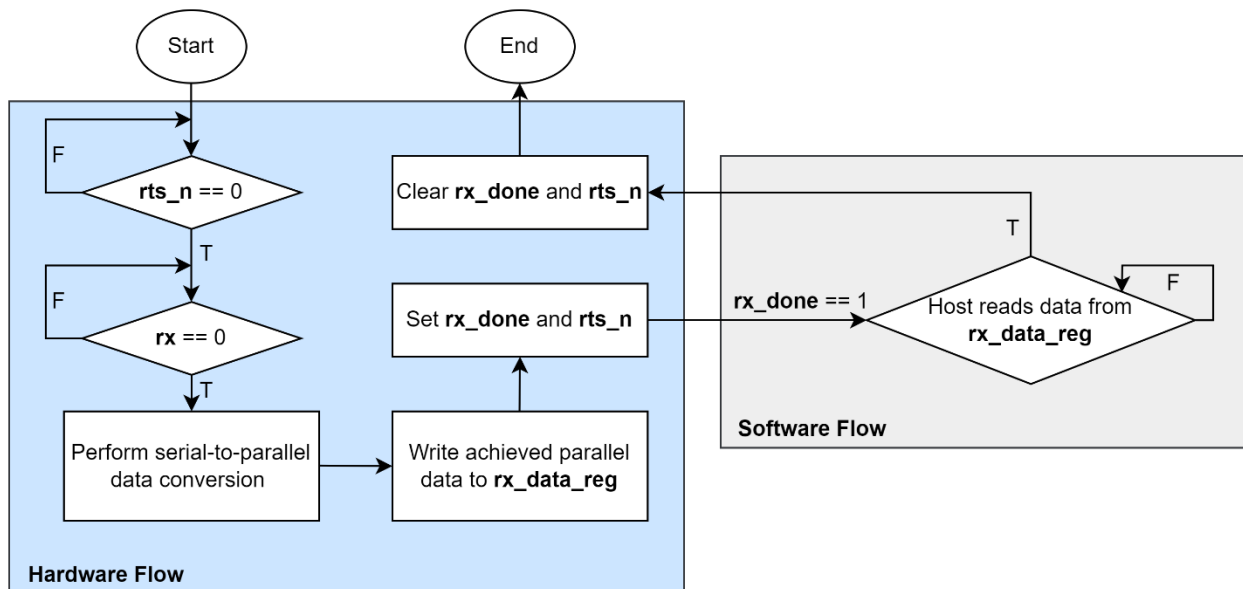 Start
End
F
rts_n == 0
T
F
rx == 0
T
Perform serial-to-parallel
data conversion
Write achieved parallel
data to rx_data_reg
Set rx_done and rts_n
Clear rx_done and rts_n
Hardware Flow
rx_done == 1
Host reads data from
rx_data_reg
F
T
Software Flow